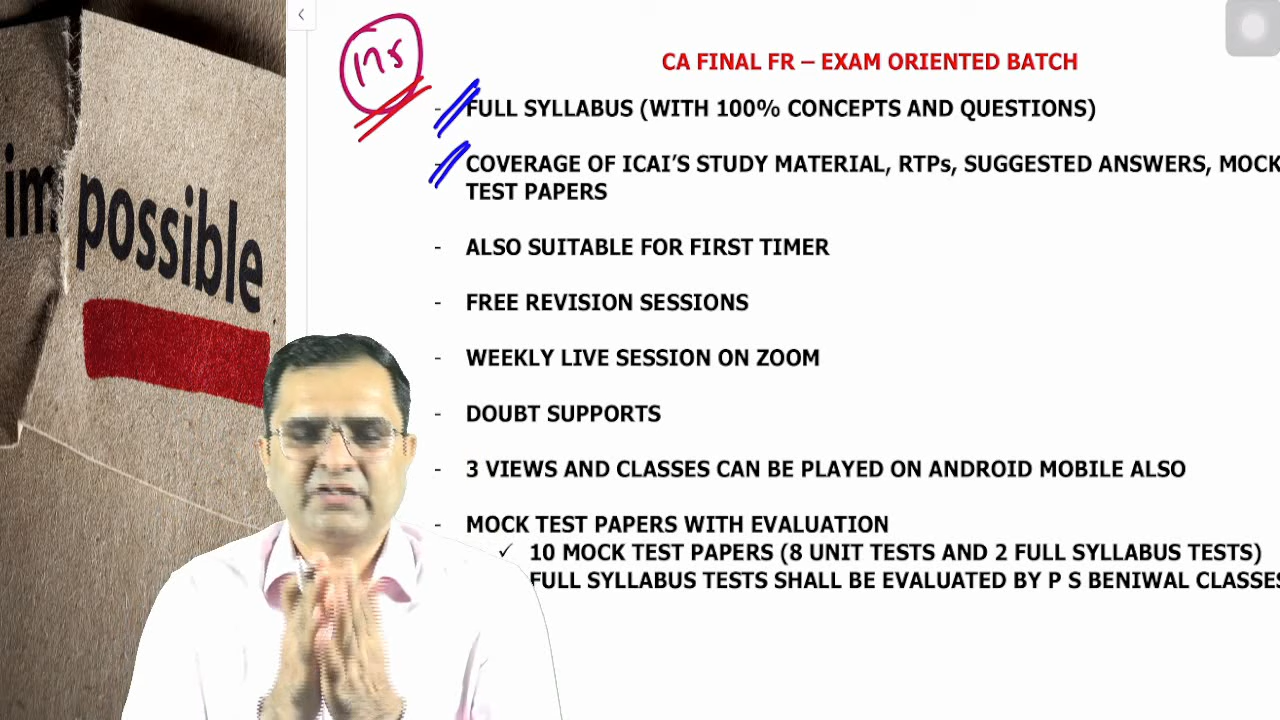 impossible
175
CA FINAL FR – EXAM ORIENTED BATCH
- FULL SYLLABUS (WITH 100% CONCEPTS AND QUESTIONS)
- COVERAGE OF ICAI’S STUDY MATERIAL, RTPs, SUGGESTED ANSWERS, MOCK
TEST PAPERS
- ALSO SUITABLE FOR FIRST TIMER
- FREE REVISION SESSIONS
- WEEKLY LIVE SESSION ON ZOOM
- DOUBT SUPPORTS
- 3 VIEWS AND CLASSES CAN BE PLAYED ON ANDROID MOBILE ALSO
- MOCK TEST PAPERS WITH EVALUATION
✓ 10 MOCK TEST PAPERS (8 UNIT TESTS AND 2 FULL SYLLABUS TESTS)
FULL SYLLABUS TESTS SHALL BE EVALUATED BY P S BENIWAL CLASSES